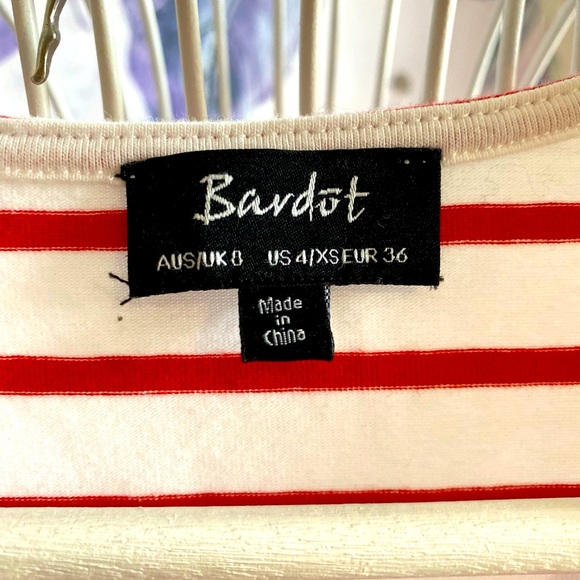 Bardot
AUS/UK 8 US 4/XS EUR 36
Made
in
China